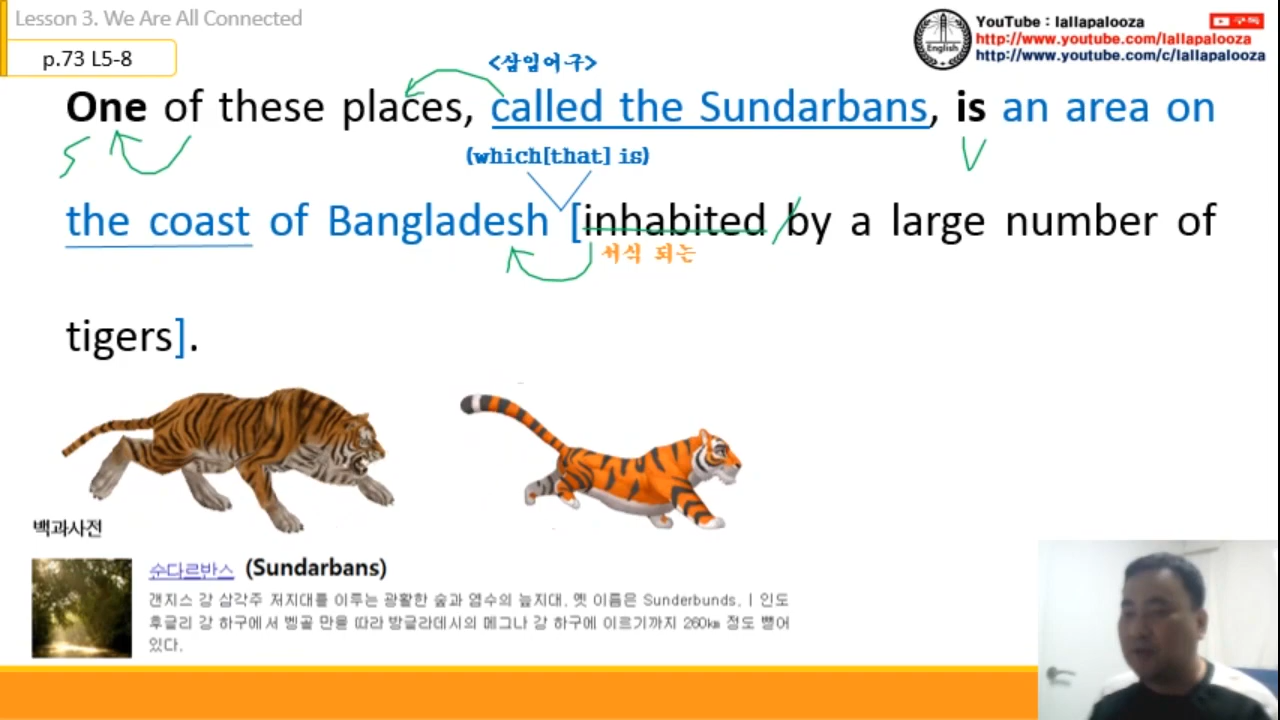 Lesson 3. We Are All Connected
p.73 L5-8
YouTube : lallapalooza
구독
http://www.youtube.com/lallapalooza
http://www.youtube.com/c/lallapalooza
English
<삽입어구>
One of these places, called the Sundarbans, is an area on
S
V
(which[that] is)
the coast of Bangladesh [inhabited / by a large number of
서식 되는
tigers].
백과사전
순다르반스 (Sundarbans)
갠지스 강 삼각주 저지대를 이루는 광활한 숲과 염수의 늪지대. 옛 이름은 Sunderbunds. | 인도
후글리 강 하구에서 벵골 만을 따라 방글라데시의 메그나 강 하구에 이르기까지 260㎞ 정도 뻗어
있다.